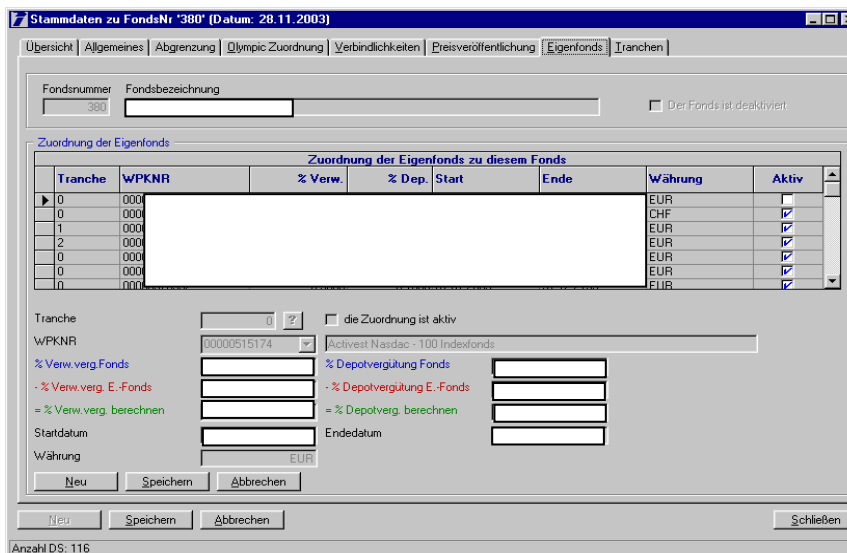 Stammdaten zu FondsNr '380' (Datum: 28.11.2003)
Übersicht Allgemeines Abgrenzung Olympic Zuordnung Verbindlichkeiten Preisveröffentlichung Eigenfonds Tranchen
Fondsnummer Fondsbezeichnung
380 Der Fonds ist deaktiviert
Zuordnung der Eigenfonds
Zuordnung der Eigenfonds zu diesem Fonds
Tranche WPKNR % Verw. % Dep. Start Ende Währung Aktiv
0 000 EUR
0 000 CHF
1 000 EUR
2 000 EUR
0 000 EUR
0 000 EUR
0 EUR
Tranche 0 ? die Zuordnung ist aktiv
WPKNR 00000515174 Activest Nasdac - 100 Indexfonds
% Verw.verg.Fonds % Depotvergütung Fonds
- % Verw.verg. E.-Fonds - % Depotvergütung E.-Fonds
= % Verw.verg. berechnen = % Depotverg. berechnen
Startdatum Endedatum
Währung EUR
Neu Speichern Abbrechen
Neu Speichern Abbrechen Schließen
Anzahl DS: 116